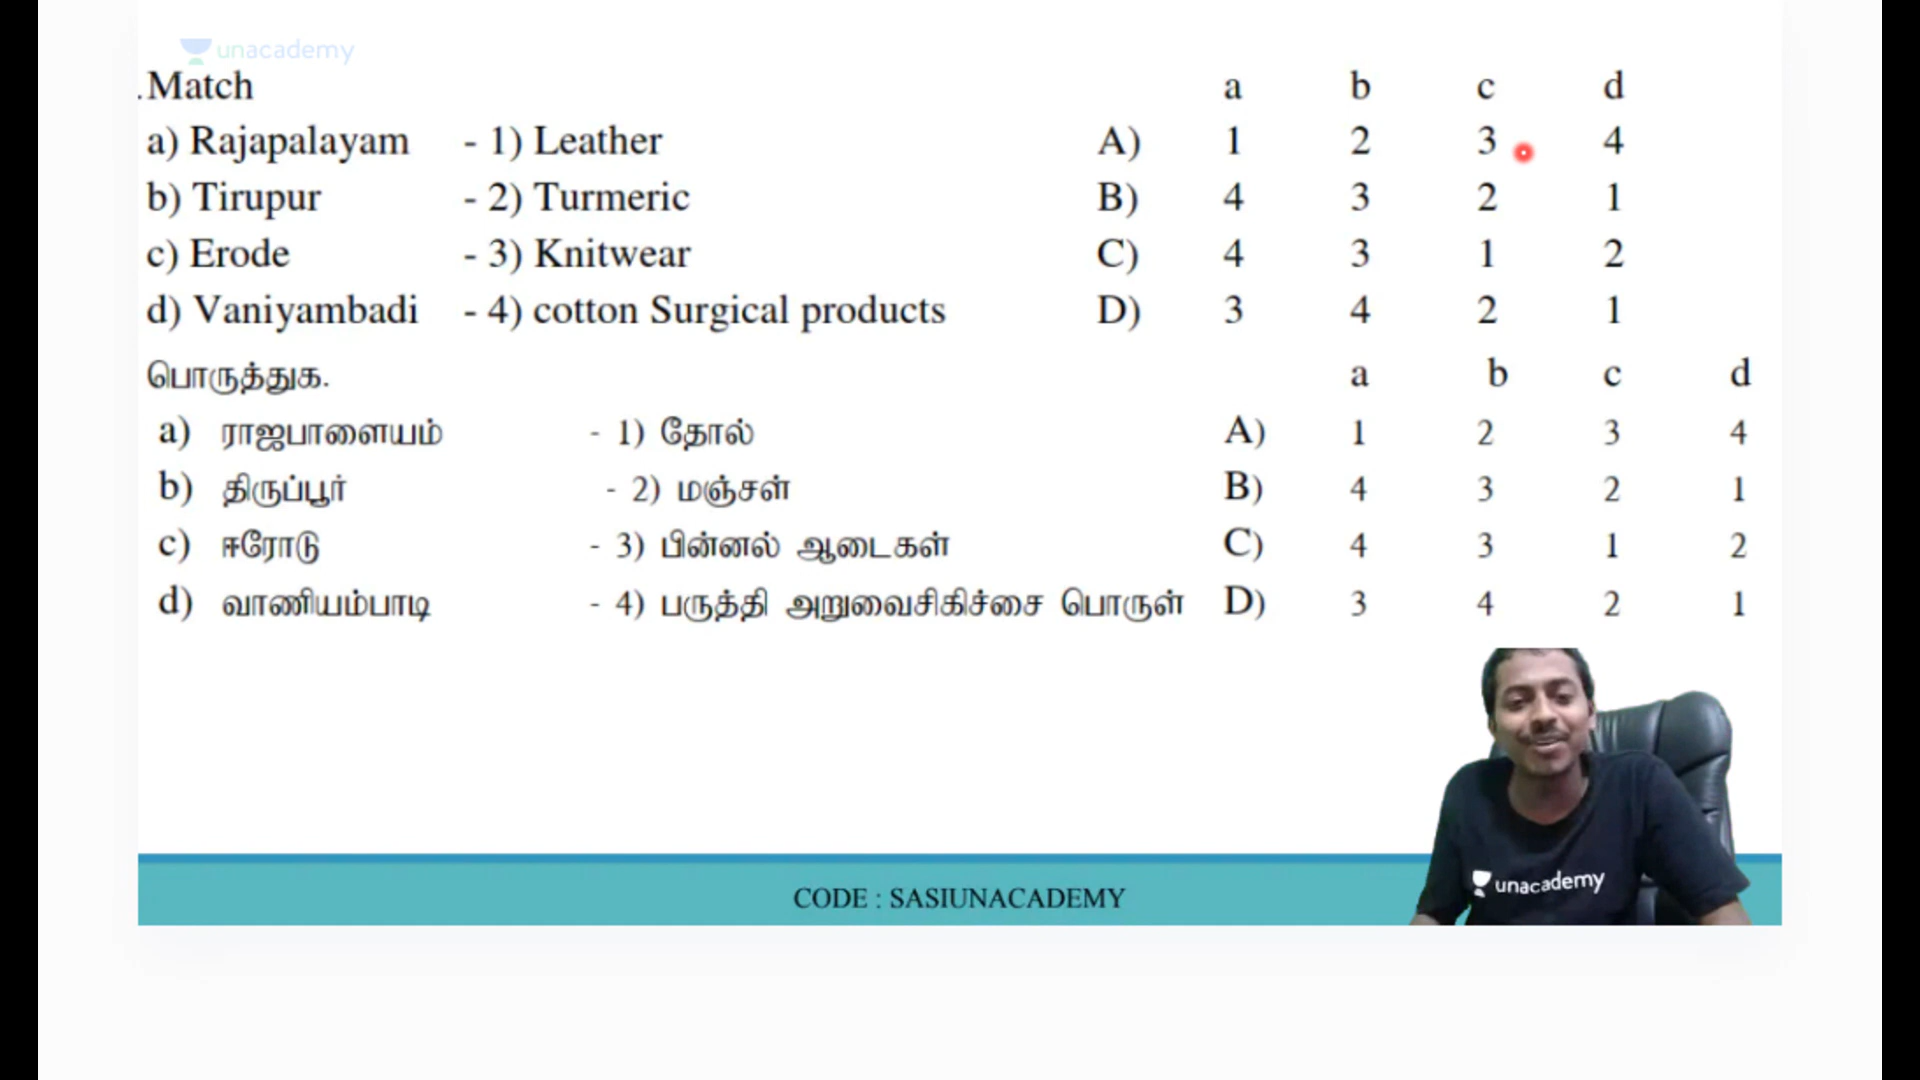 unacademy
.Match a b c d
a) Rajapalayam - 1) Leather A) 1 2 3 4
b) Tirupur - 2) Turmeric B) 4 3 2 1
c) Erode - 3) Knitwear C) 4 3 1 2
d) Vaniyambadi - 4) cotton Surgical products D) 3 4 2 1
பொருத்துக. a b c d
a) ராஜபாளையம் - 1) தோல் A) 1 2 3 4
b) திருப்பூர் - 2) மஞ்சள் B) 4 3 2 1
c) ஈரோடு - 3) பின்னல் ஆடைகள் C) 4 3 1 2
d) வாணியம்பாடி - 4) பருத்தி அறுவைசிகிச்சை பொருள் D) 3 4 2 1
unacademy
CODE : SASIUNACADEMY